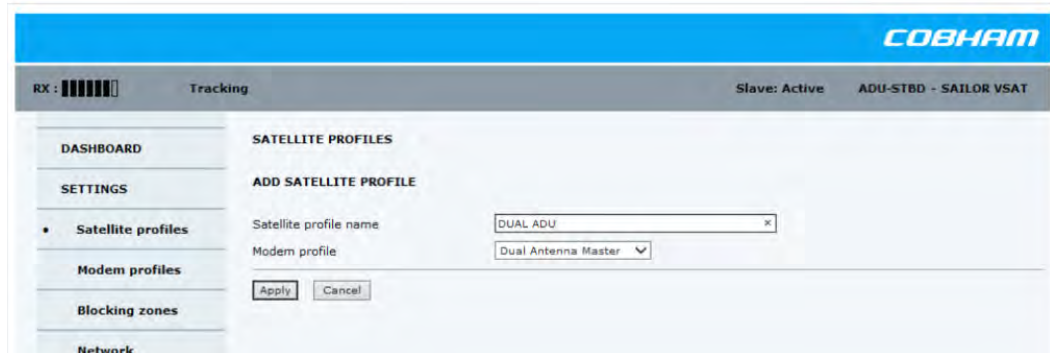 COBHAM
RX : Tracking Slave: Active ADU-STBD - SAILOR VSAT
DASHBOARD
SETTINGS
• Satellite profiles
Modem profiles
Blocking zones
Network
SATELLITE PROFILES
ADD SATELLITE PROFILE
Satellite profile name DUAL ADU ×
Modem profile Dual Antenna Master
Apply Cancel